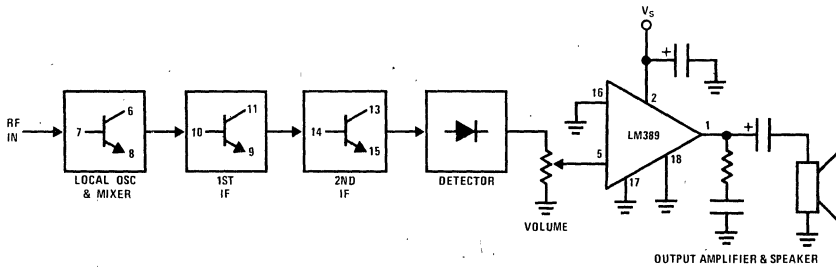 V_S
+
6
11
13
16
2
RF
IN
7
10
14
LM389
1
+
8
9
15
5
18
17
LOCAL OSC
& MIXER
1ST
IF
2ND
IF
DETECTOR
VOLUME
OUTPUT AMPLIFIER & SPEAKER